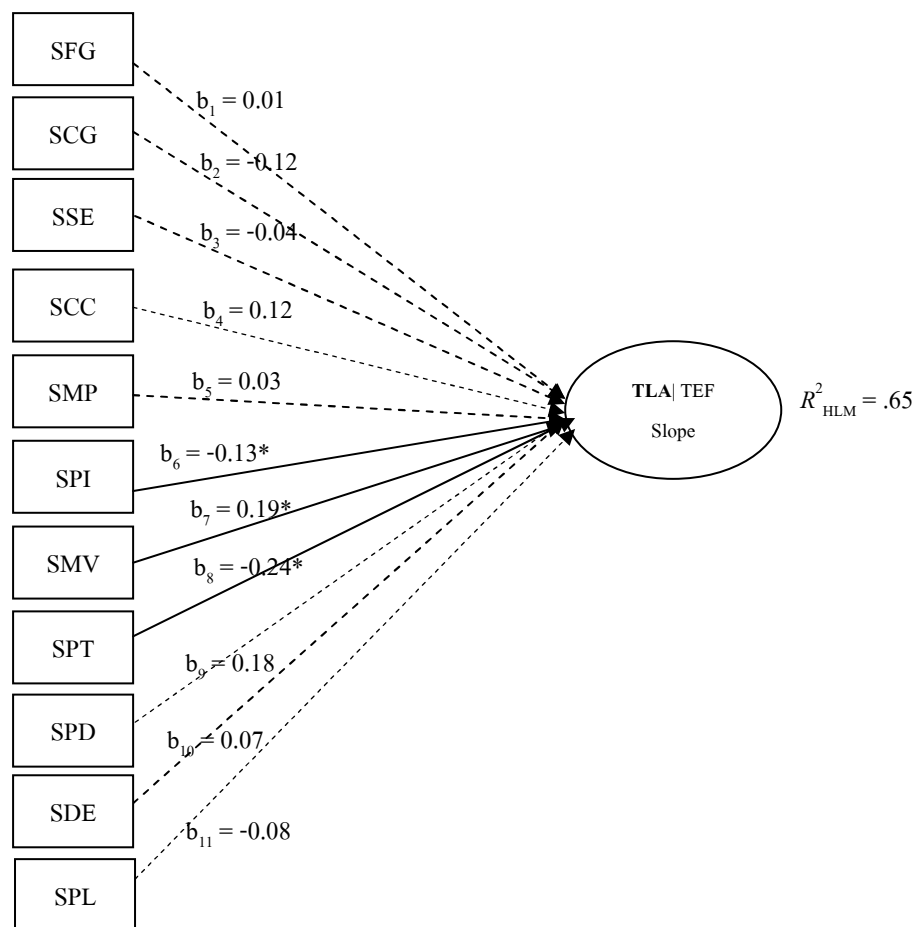 SFG
b1 = 0.01
SCG
b2 = -0.12
SSE
b3 = -0.04
SCC
b4 = 0.12
SMP
b5 = 0.03
TLA| TEF
Slope
R²HLM = .65
SPI
b6 = -0.13*
SMV
b7 = 0.19*
SPT
b8 = -0.24*
SPD
b9 = 0.18
SDE
b10 = 0.07
SPL
b11 = -0.08